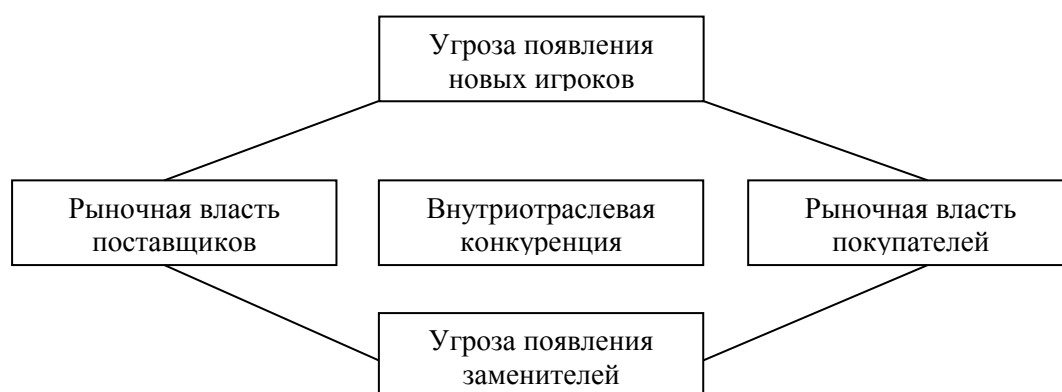 Угроза появления
новых игроков
Рыночная власть
поставщиков
Внутриотраслевая
конкуренция
Рыночная власть
покупателей
Угроза появления
заменителей